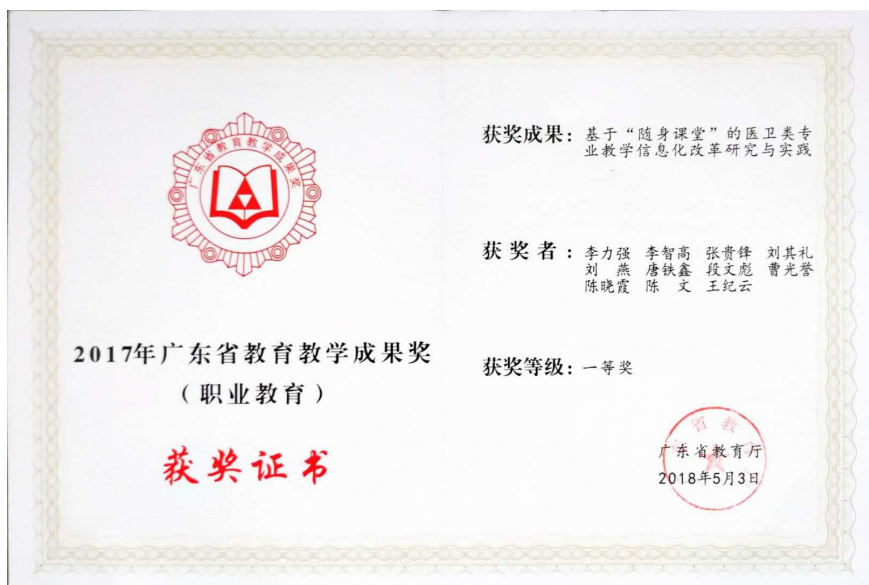 广东省教育教学成果奖
2017年广东省教育教学成果奖
（职业教育）
获奖证书
获奖成果：基于“随身课堂”的医卫类专
业教学信息化改革研究与实践
获奖者：李力强 李智高 张贵锋 刘其礼
刘燕 唐铁鑫 段文彪 曹光誉
陈晓霞 陈文 王纪云
获奖等级：一等奖
广东省教育厅
2018年5月3日